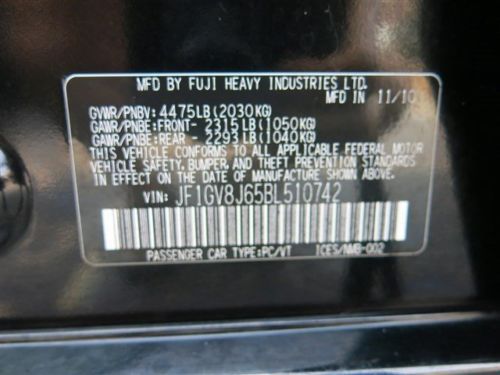 MFD BY FUJI HEAVY INDUSTRIES LTD.
MFD IN 11/10
GVWR/PNBV: 4475LB(2030KG)
GAWR/PNBE:FRONT- 2315LB(1050KG)
GAWR/PNBE:REAR - 2293LB(1040KG)
THIS VEHICLE CONFORMS TO ALL APPLICABLE FEDERAL MOTOR
VEHICLE SAFETY, BUMPER, AND THEFT PREVENTION STANDARDS
IN EFFECT ON THE DATE OF MANUFACTURE SHOWN ABOVE.
VIN: JF1GV8J65BL510742
PASSENGER CAR TYPE:PC/VT ICES/NMB-002